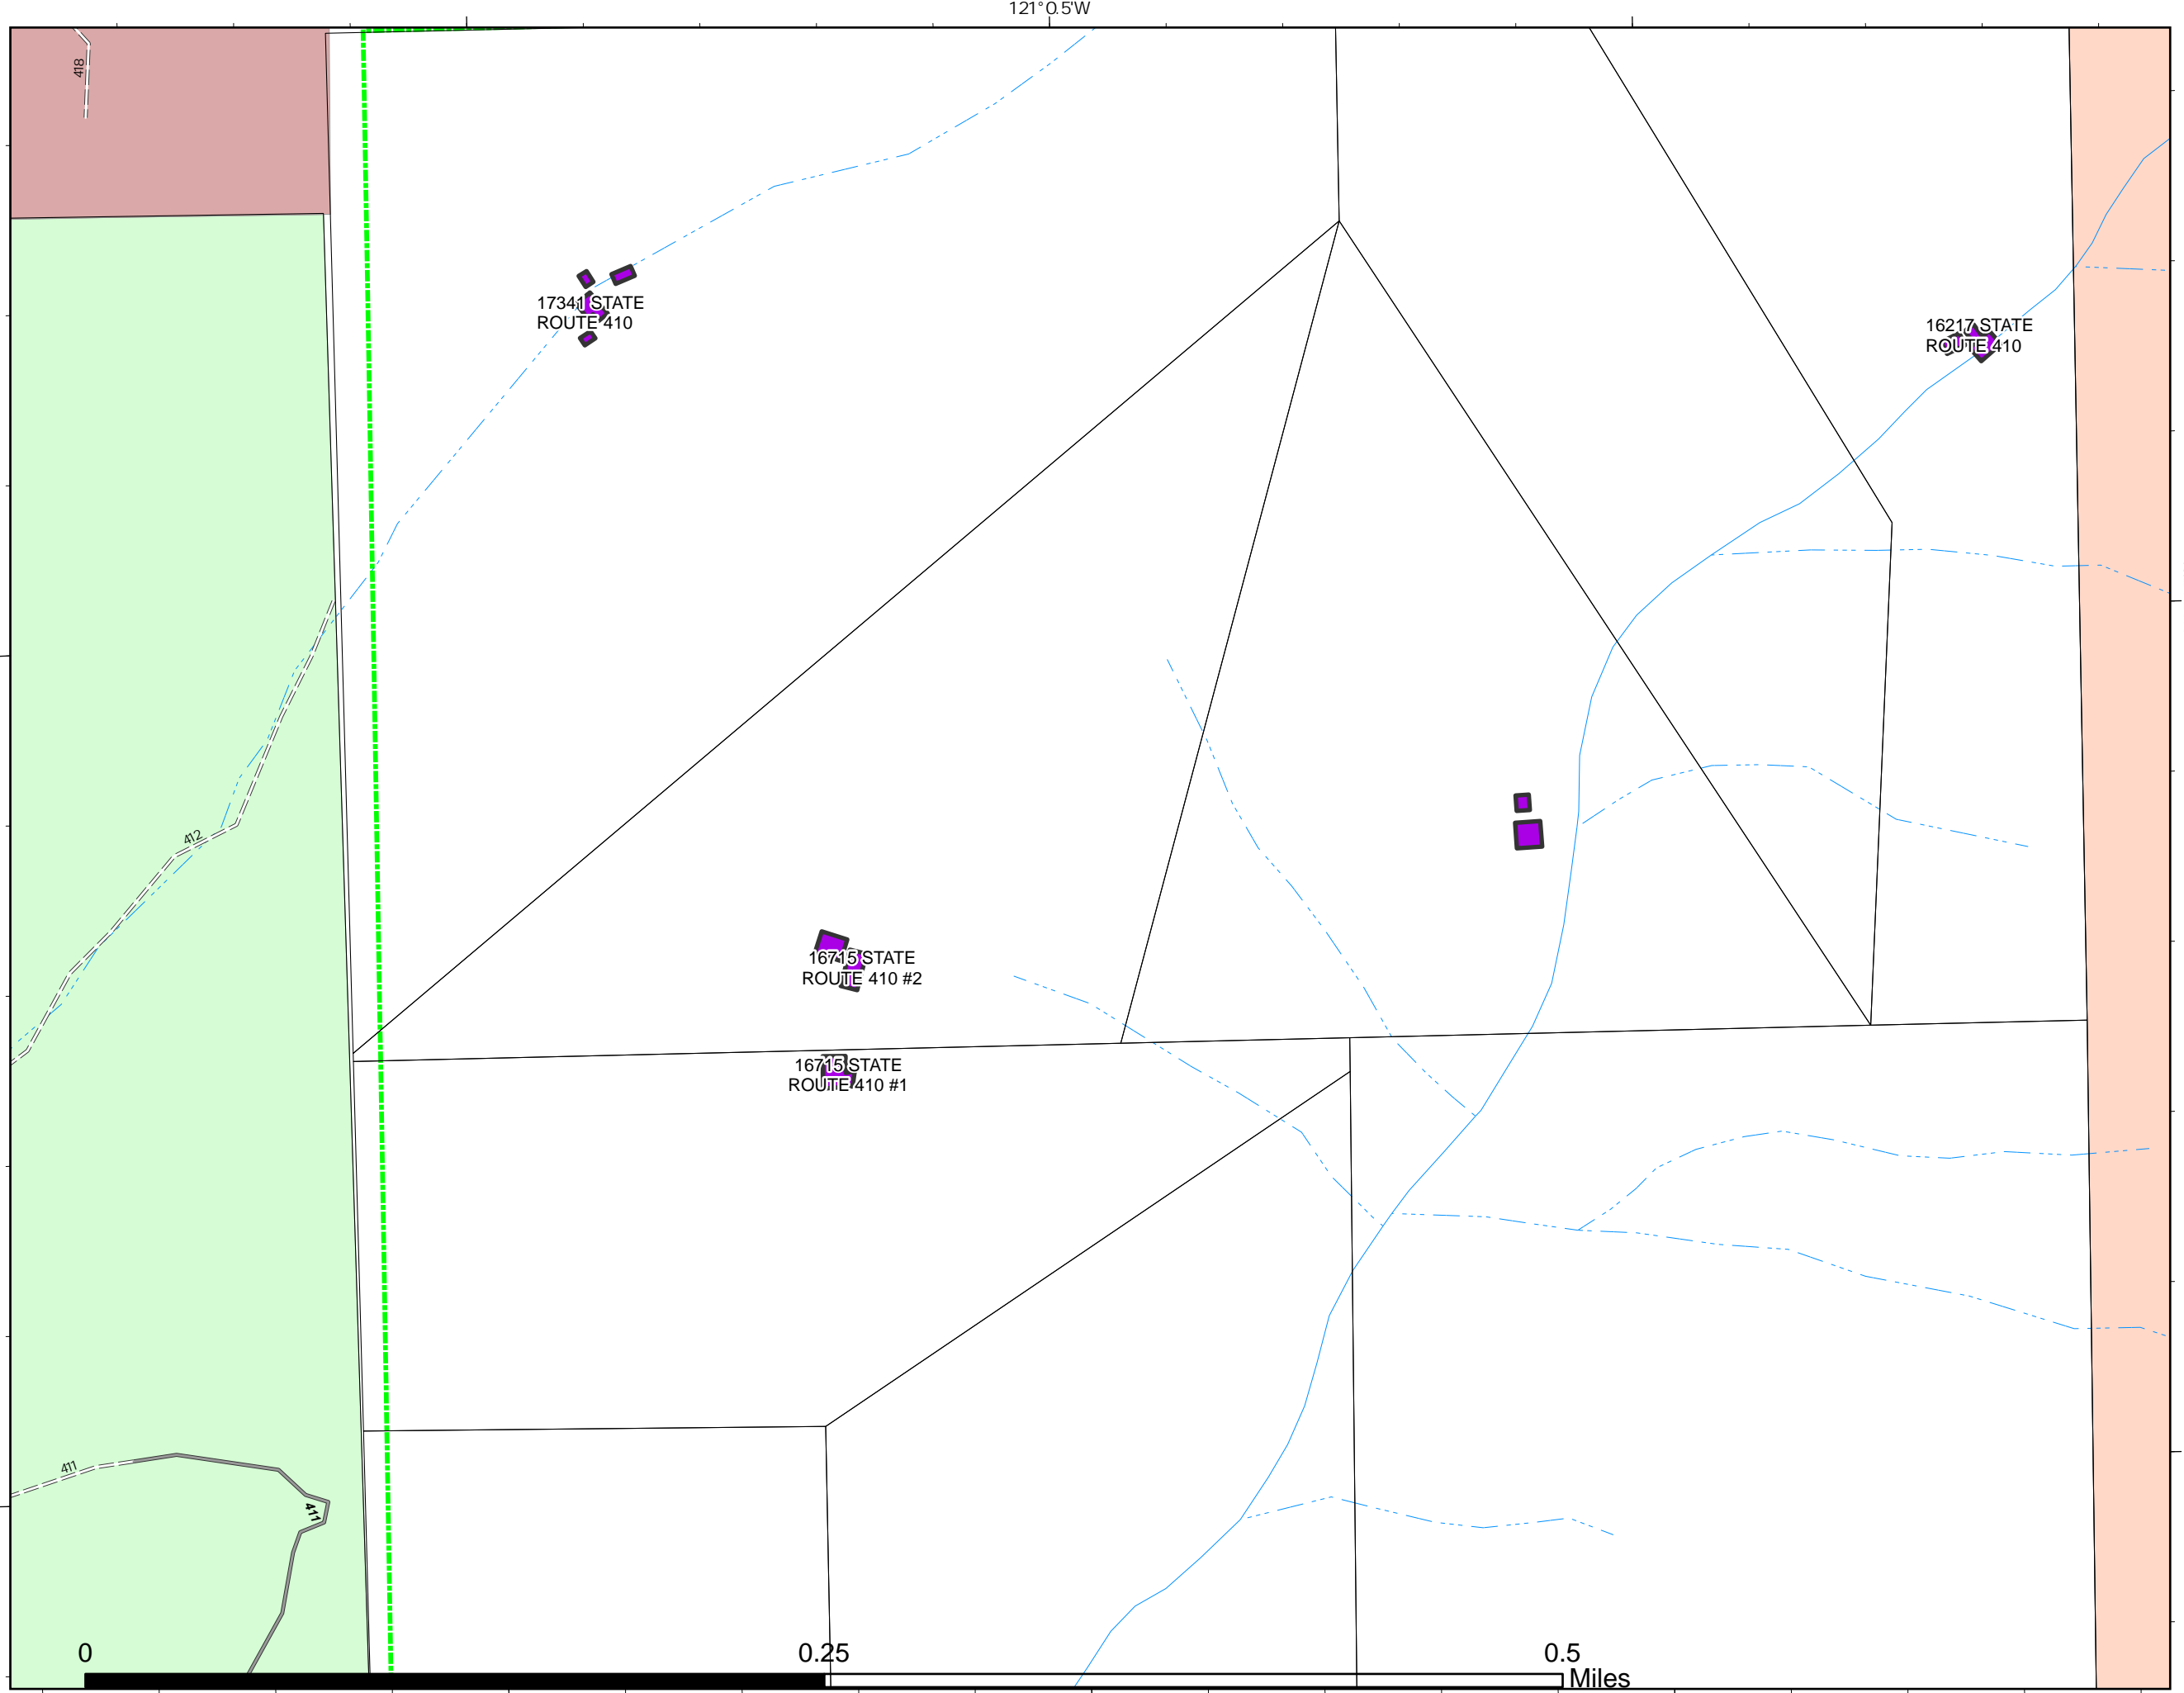 121°0.5'W
418
17341 STATE
ROUTE 410
16217 STATE
ROUTE 410
412
16715 STATE
ROUTE 410 #2
16715 STATE
ROUTE 410 #1
411
411
0 0.25 0.5
Miles